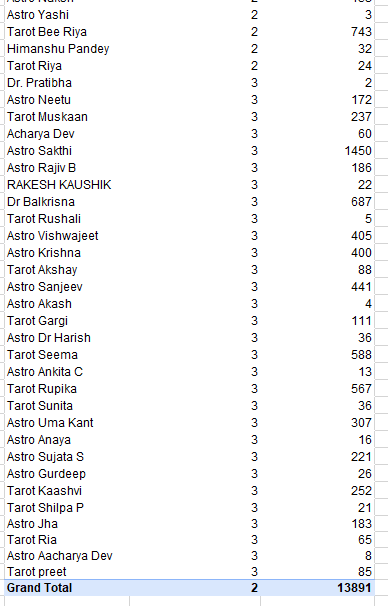 Astro Yashi 2 3
Tarot Bee Riya 2 743
Himanshu Pandey 2 32
Tarot Riya 2 24
Dr. Pratibha 3 2
Astro Neetu 3 172
Tarot Muskaan 3 237
Acharya Dev 3 60
Astro Sakthi 3 1450
Astro Rajiv B 3 186
RAKESH KAUSHIK 3 22
Dr Balkrisna 3 687
Tarot Rushali 3 5
Astro Vishwajeet 3 405
Astro Krishna 3 400
Tarot Akshay 3 88
Astro Sanjeev 3 441
Astro Akash 3 4
Tarot Gargi 3 111
Astro Dr Harish 3 36
Tarot Seema 3 588
Astro Ankita C 3 13
Tarot Rupika 3 567
Tarot Sunita 3 36
Astro Uma Kant 3 307
Astro Anaya 3 16
Astro Sujata S 3 221
Astro Gurdeep 3 26
Tarot Kaashvi 3 252
Tarot Shilpa P 3 21
Astro Jha 3 183
Tarot Ria 3 65
Astro Aacharya Dev 3 8
Tarot preet 3 85
Grand Total 2 13891